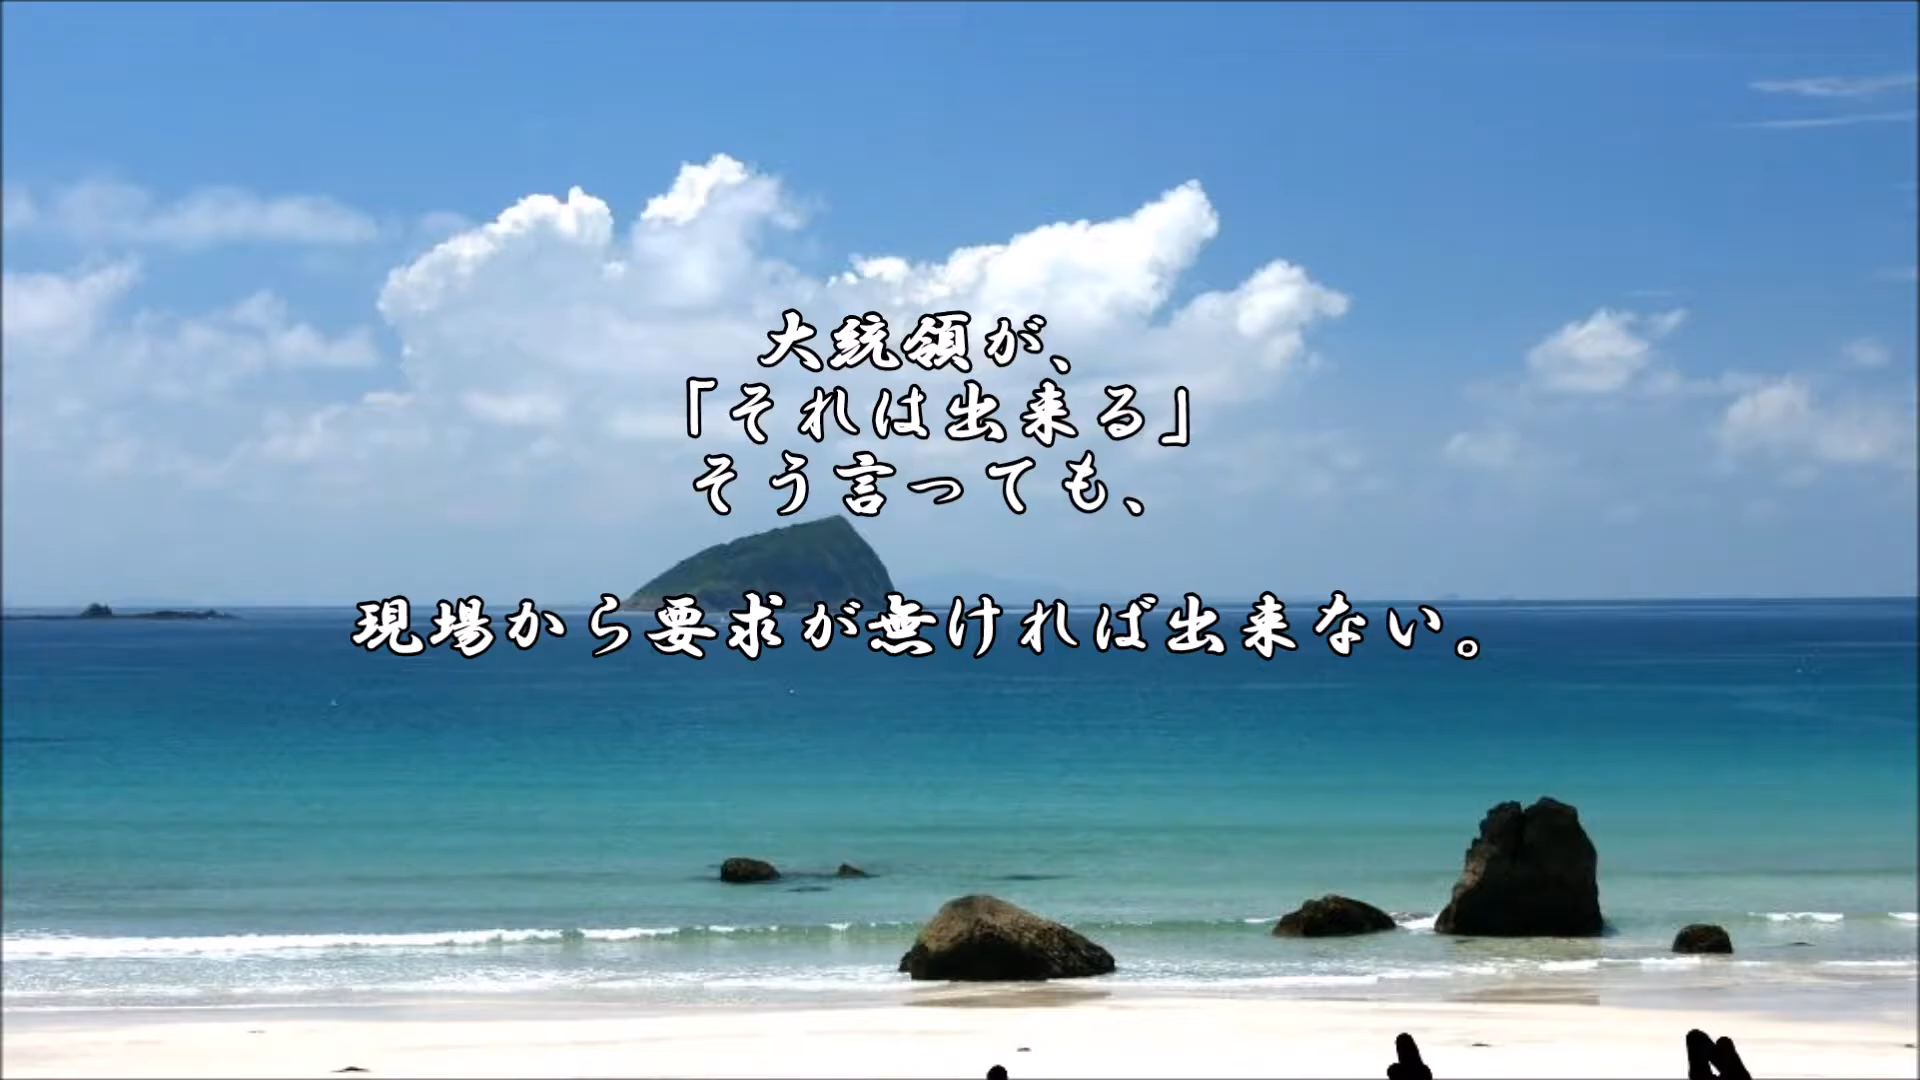 大統領が、
「それは出来る」
そう言っても、
現場から要求が無ければ出来ない。